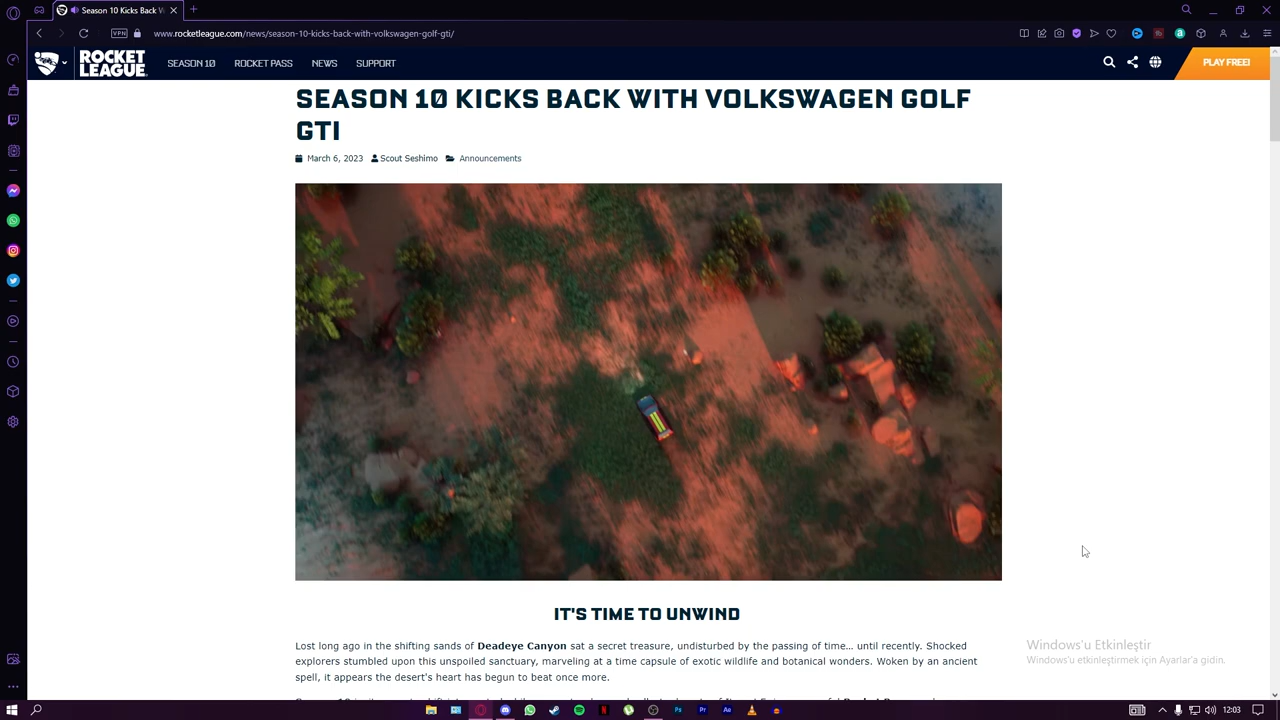 Season 10 Kicks Back W
VPN
www.rocketleague.com/news/season-10-kicks-back-with-volkswagen-golf-gti/
ROCKET LEAGUE
SEASON 10
ROCKET PASS
NEWS
SUPPORT
PLAY FREE!
SEASON 10 KICKS BACK WITH VOLKSWAGEN GOLF
GTI
March 6, 2023 Scout Seshimo Announcements
IT'S TIME TO UNWIND
Lost long ago in the shifting sands of Deadeye Canyon sat a secret treasure, undisturbed by the passing of time... until recently. Shocked
explorers stumbled upon this unspoiled sanctuary, marveling at a time capsule of exotic wildlife and botanical wonders. Woken by an ancient
spell, it appears the desert's heart has begun to beat once more.
Windows'u Etkinleştir
Windows'u etkinleştirmek için Ayarlar'a gidin.
12:03